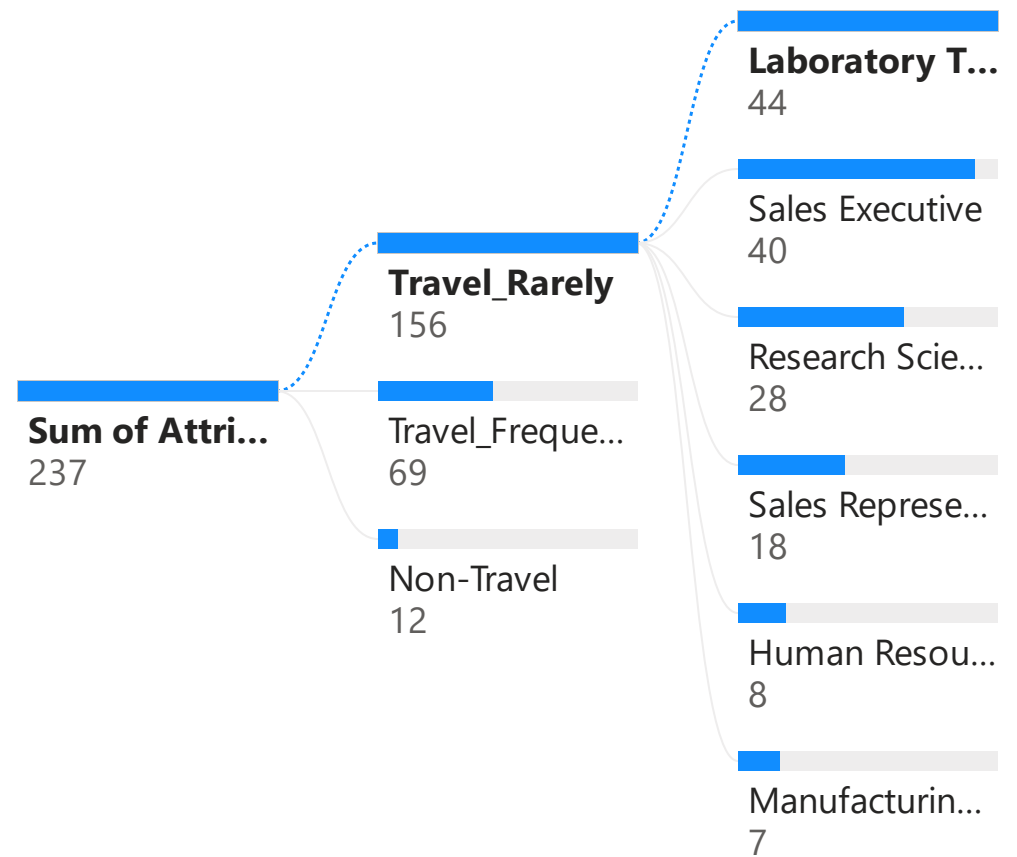 Sum of Attri...
237
Travel_Rarely
156
Travel_Freque...
69
Non-Travel
12
Laboratory T...
44
Sales Executive
40
Research Scie...
28
Sales Represe...
18
Human Resou...
8
Manufacturin...
7